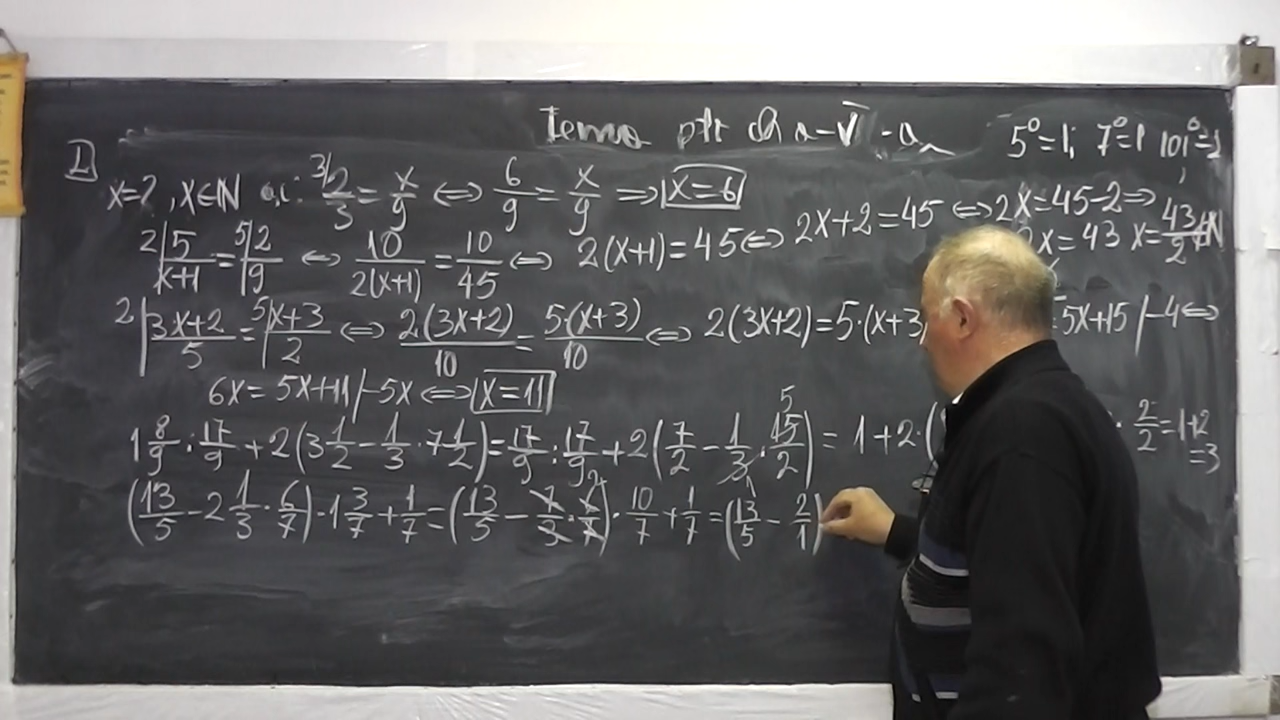 Tema ptr cls a-V-a
5⁰=1; 7⁰=1 101⁰=1
I
x=? , x∈N a.î: 3/ 2/3 = x/9 ⇔ 6/9 = x/9 ⇒ x=6
2| 5/(x+1) = 5| 2/9 ⇔ 10/(2(x+1)) = 10/45 ⇔ 2(x+1)=45 ⇔ 2x+2=45 ⇔ 2x=45-2 ⇒
2x=43 x=43/2 ∉N
2| (3x+2)/5 = 5| (x+3)/2 ⇔ 2(3x+2)/10 = 5(x+3)/10 ⇔ 2(3x+2)=5·(x+3 =5x+15 /-4 ⇔
6x=5x+11 /-5x ⇔ x=11
1 8/9 : 17/9 + 2(3 1/2 - 1/3 · 7 1/2) = 17/9 : 17/9 + 2(7/2 - 1/3 · 15/2) = 1+2·( · 2/2 = 1+2
=3
(13/5 - 2 1/3 · 6/7) · 1 3/7 + 1/7 = (13/5 - 7/3 · 6/7) · 10/7 + 1/7 = (13/5 - 2/1)